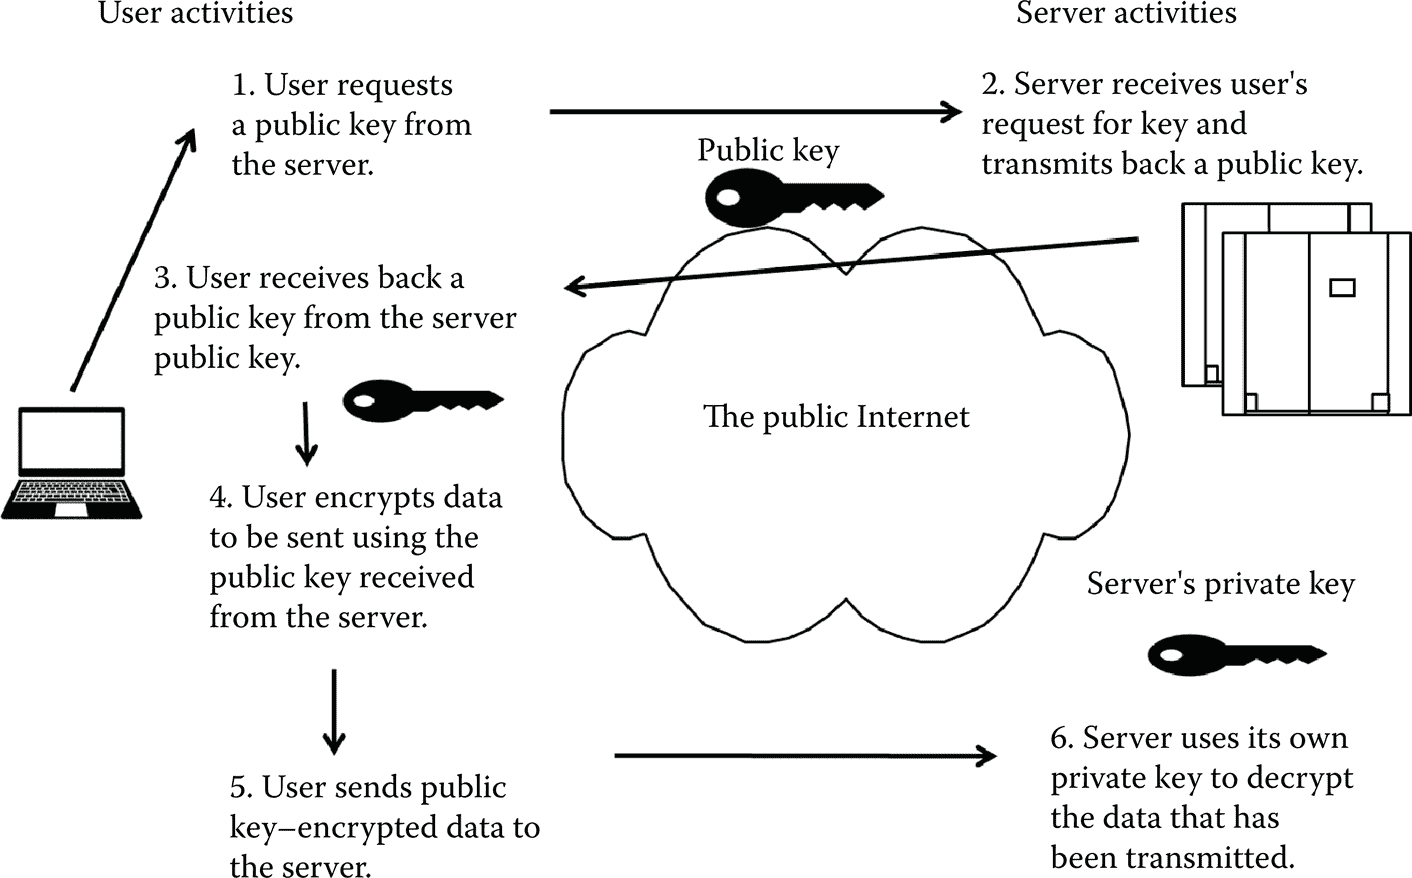 User activities
Server activities
1. User requests
a public key from
the server.
2. Server receives user's
request for key and
transmits back a public key.
Public key
3. User receives back a
public key from the server
public key.
The public Internet
4. User encrypts data
to be sent using the
public key received
from the server.
Server's private key
5. User sends public
key–encrypted data to
the server.
6. Server uses its own
private key to decrypt
the data that has
been transmitted.